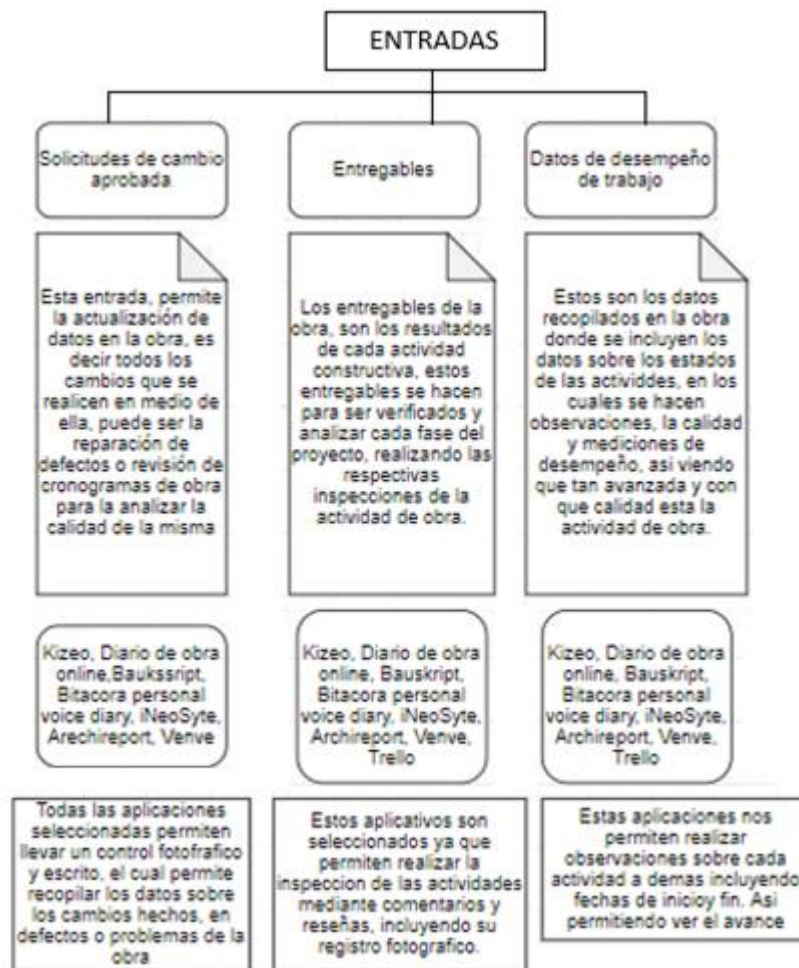 ENTRADAS
Solicitudes de cambio
aprobada
Entregables
Datos de desempeño
de trabajo
Esta entrada, permite
la actualización de
datos en la obra, es
decir todos los
cambios que se
realicen en medio de
ella, puede ser la
reparación de
defectos o revisión de
cronogramas de obra
para la analizar la
calidad de la misma
Los entregables de la
obra, son los resultados
de cada actividad
constructiva, estos
entregables se hacen
para ser verificados y
analizar cada fase del
proyecto, realizando las
respectivas
inspecciones de la
actividad de obra.
Estos son los datos
recopilados en la obra
donde se incluyen los
datos sobre los estados
de las actividdes, en los
cuales se hacen
observaciones, la calidad
y mediciones de
desempeño, asi viendo
que tan avanzada y con
que calidad esta la
actividad de obra.
Kizeo, Diario de obra
online,Baukssript,
Bitacora personal
voice diary, iNeoSyte,
Arechireport, Venve
Kizeo, Diario de obra
online, Bauskript,
Bitacora personal
voice diary, iNeoSyte,
Archireport, Venve,
Trello
Kizeo, Diario de obra
online, Bauskript,
Bitacora personal
voice diary, iNeoSyte,
Archireport, Venve,
Trello
Todas las aplicaciones
seleccionadas permiten
llevar un control fotofrafico
y escrito, el cual permite
recopilar los datos sobre
los cambios hechos, en
defectos o problemas de la
obra
Estos aplicativos son
seleccionados ya que
permiten realizar la
inspeccion de las actividades
mediante comentarios y
reseñas, incluyendo su
registro fotografico.
Estas aplicaciones nos
permiten realizar
observaciones sobre cada
actividad a demas incluyendo
fechas de inicioy fin. Asi
permitiendo ver el avance